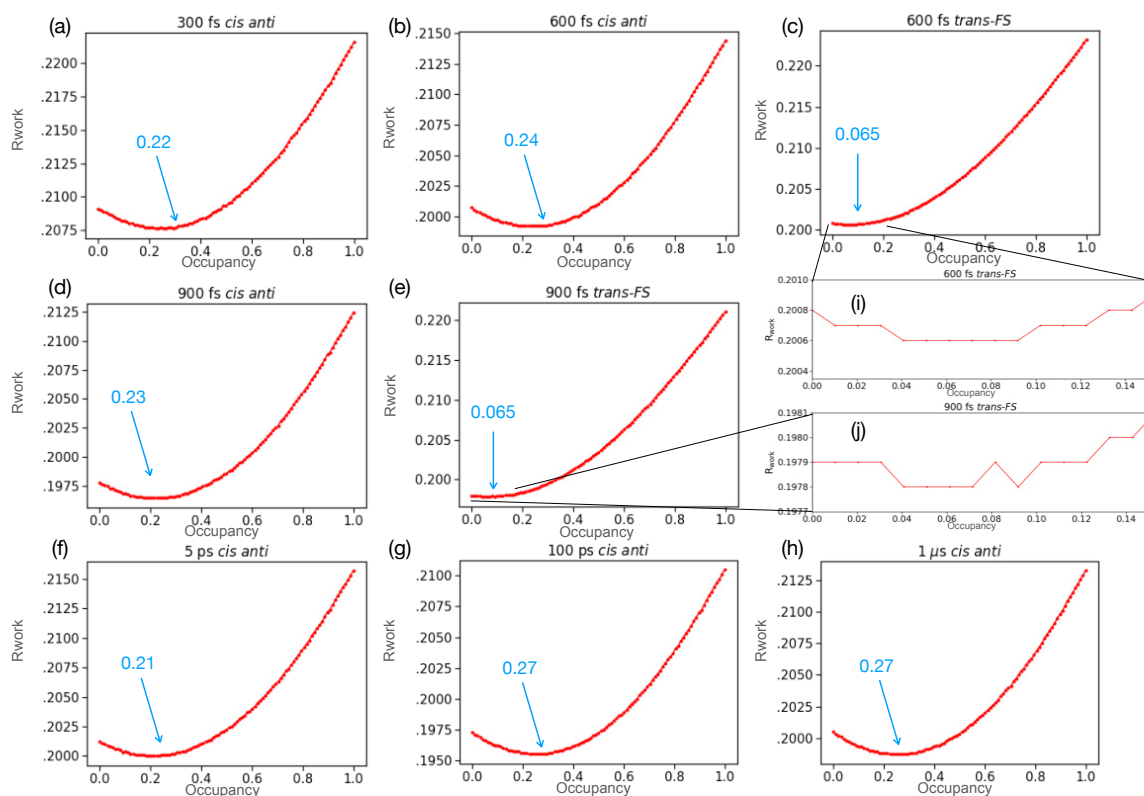 (a) 300 fs cis anti
.2200
.2175
.2150
.2125
.2100
.2075
Rwork
0.22
0.0 0.2 0.4 0.6 0.8 1.0
Occupancy
(b) 600 fs cis anti
.2150
.2125
.2100
.2075
.2050
.2025
.2000
Rwork
0.24
0.0 0.2 0.4 0.6 0.8 1.0
Occupancy
(c) 600 fs trans-FS
0.220
0.215
0.210
0.205
0.200
Rwork
0.065
0.0 0.2 0.4 0.6 0.8 1.0
Occupancy
(d) 900 fs cis anti
0.2125
0.2100
0.2075
0.2050
0.2025
0.2000
0.1975
Rwork
0.23
0.0 0.2 0.4 0.6 0.8 1.0
Occupancy
(e) 900 fs trans-FS
0.220
0.215
0.210
0.205
0.200
Rwork
0.065
0.0 0.2 0.4 0.6 0.8 1.0
Occupancy
600 fs trans-FS
(i)
0.2010
0.2008
0.2006
0.2004
Rwork
0.00 0.02 0.04 0.06 0.08 0.10 0.12 0.14
Occupancy
900 fs trans-FS
(j)
0.1981
0.1980
0.1979
0.1978
0.1977
Rwork
0.00 0.02 0.04 0.06 0.08 0.10 0.12 0.14
Occupancy
(f) 5 ps cis anti
.2150
.2125
.2100
.2075
.2050
.2025
.2000
Rwork
0.21
0.0 0.2 0.4 0.6 0.8 1.0
Occupancy
(g) 100 ps cis anti
.2100
.2075
.2050
.2025
.2000
.1975
.1950
Rwork
0.27
0.0 0.2 0.4 0.6 0.8 1.0
Occupancy
(h) 1 μs cis anti
.2125
.2100
.2075
.2050
.2025
.2000
Rwork
0.27
0.0 0.2 0.4 0.6 0.8 1.0
Occupancy